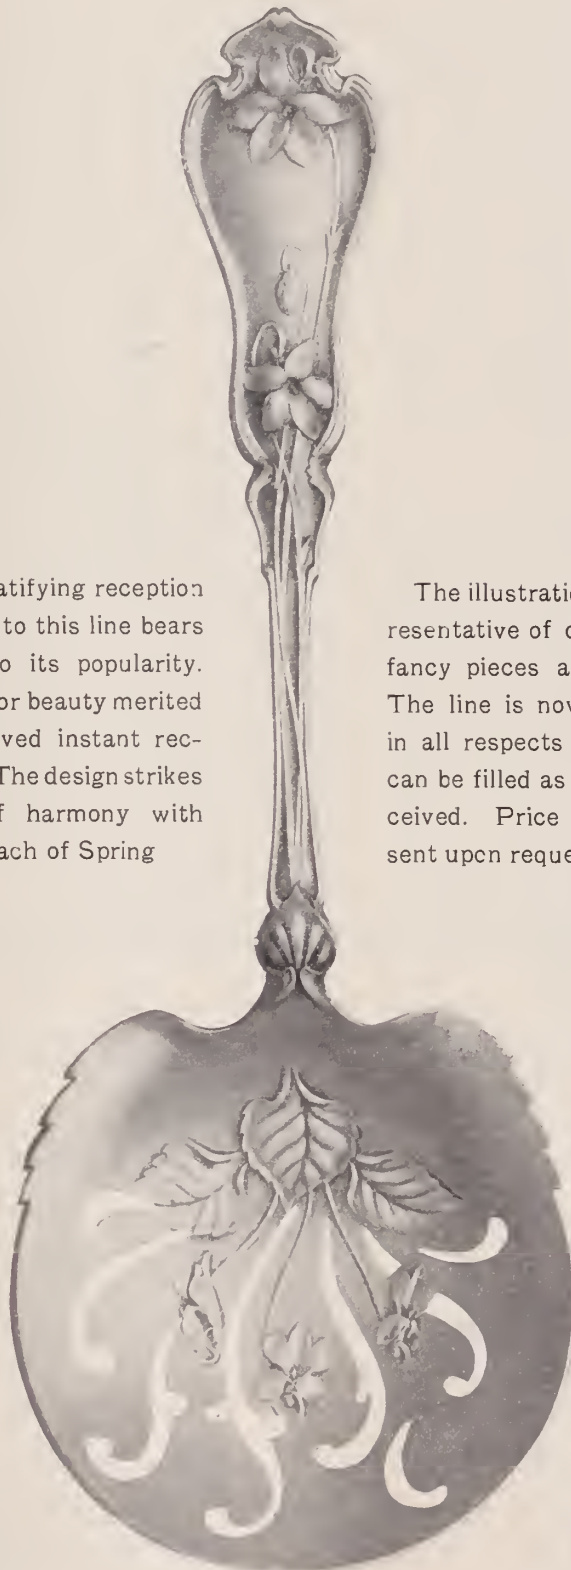 atifying reception
to this line bears
o its popularity.
or beauty merited
ved instant rec-
The design strikes
f harmony with
ach of Spring
The illustratio
resentative of c
fancy pieces a
The line is nov
in all respects
can be filled as
ceived. Price
sent upcn reque